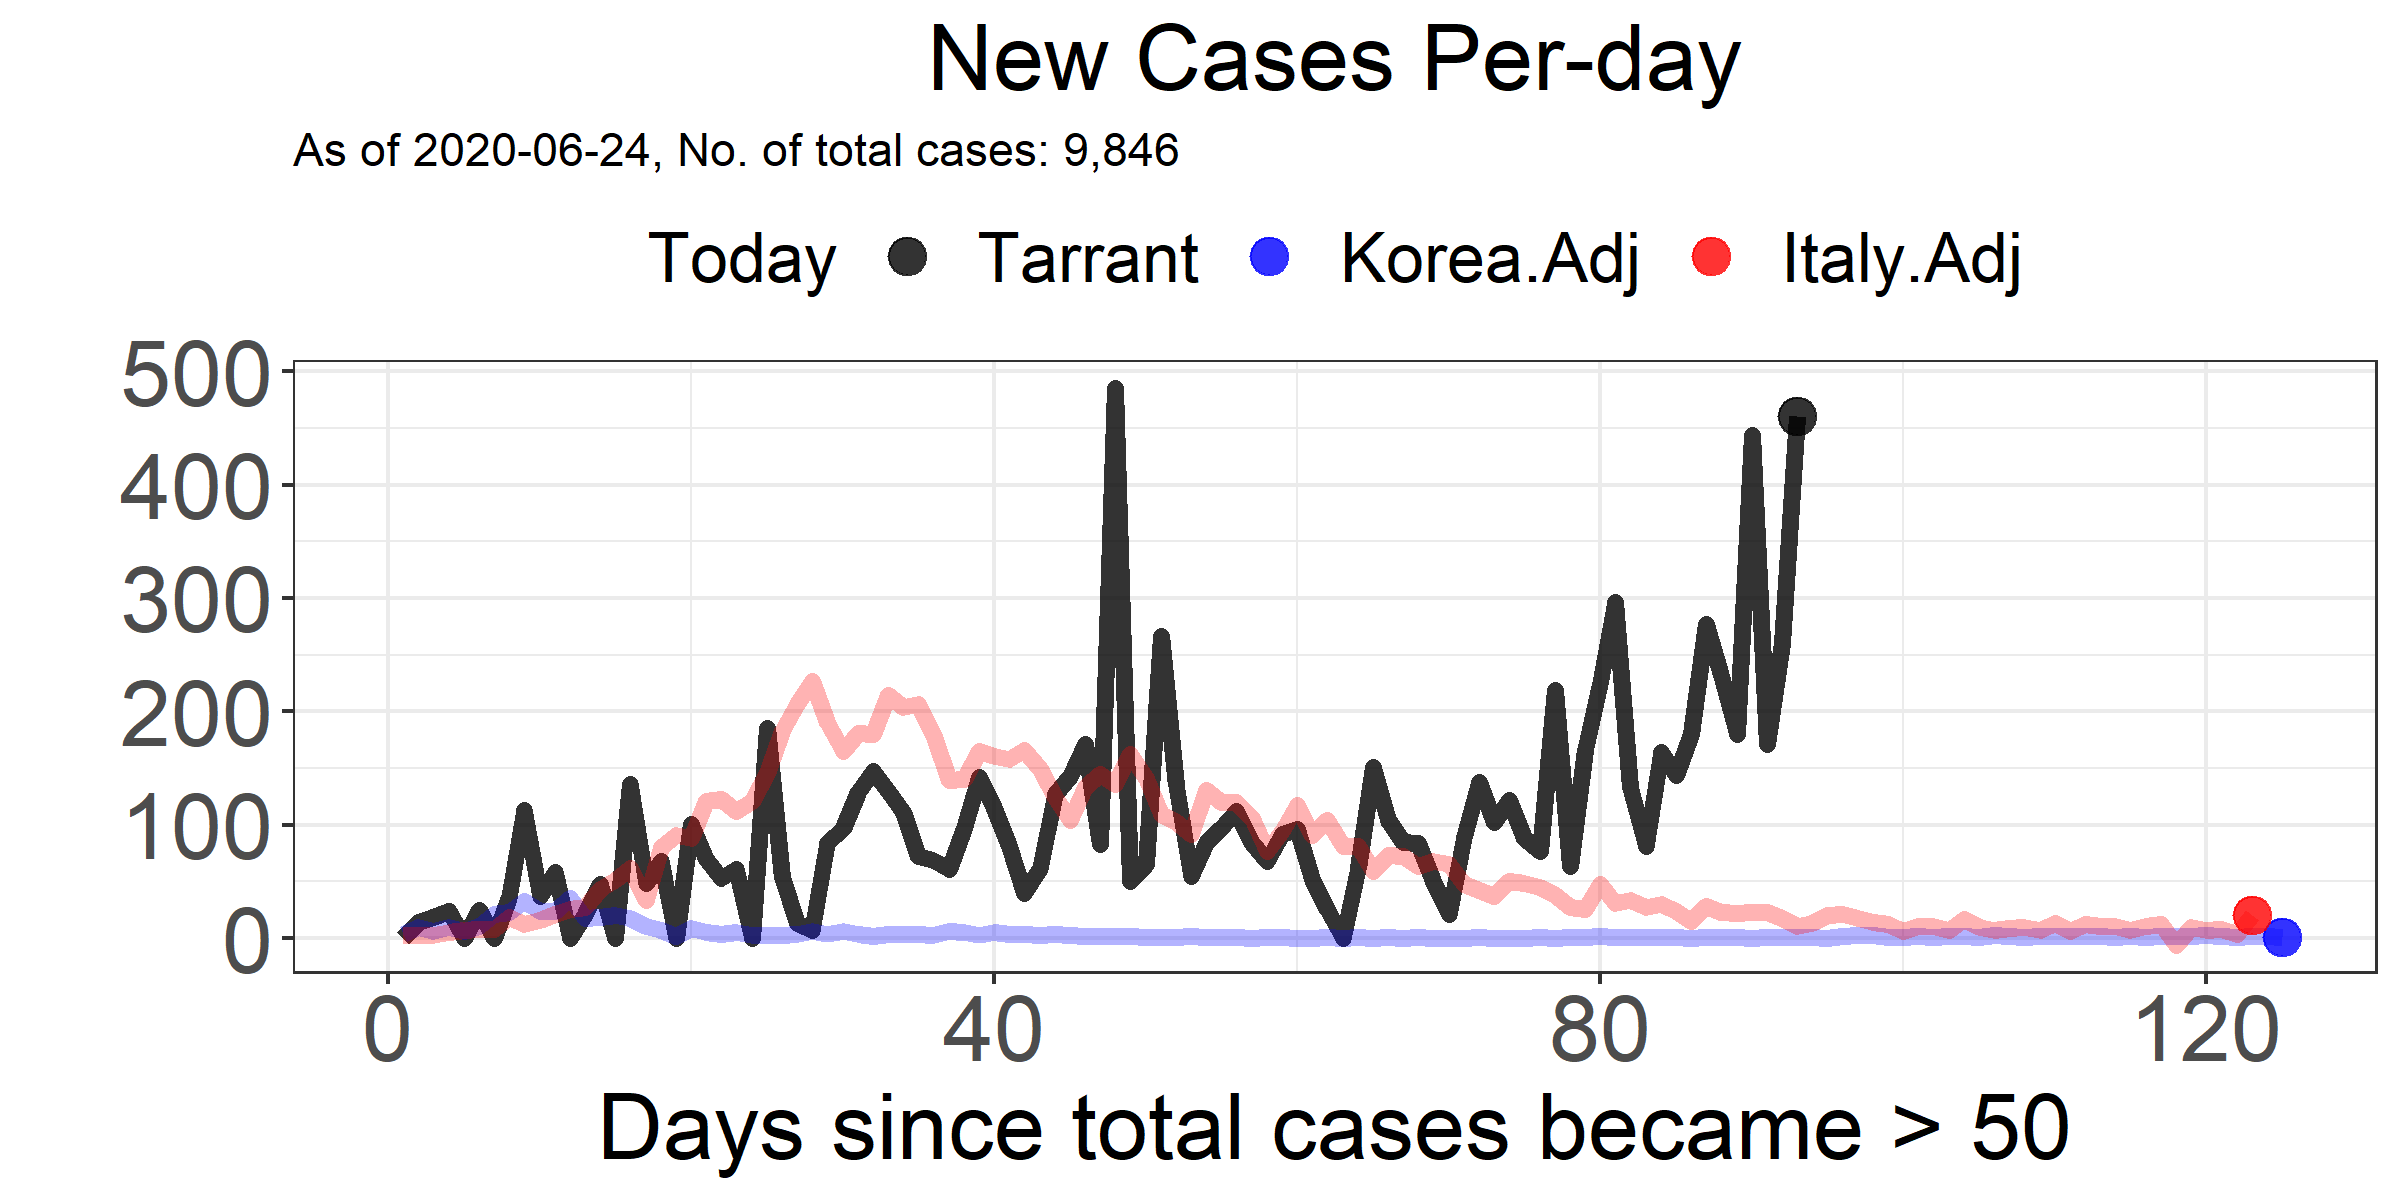 New Cases Per-day
As of 2020-06-24, No. of total cases: 9,846
Today Tarrant Korea.Adj Italy.Adj
500
400
300
200
100
0
0 40 80 120
Days since total cases became > 50